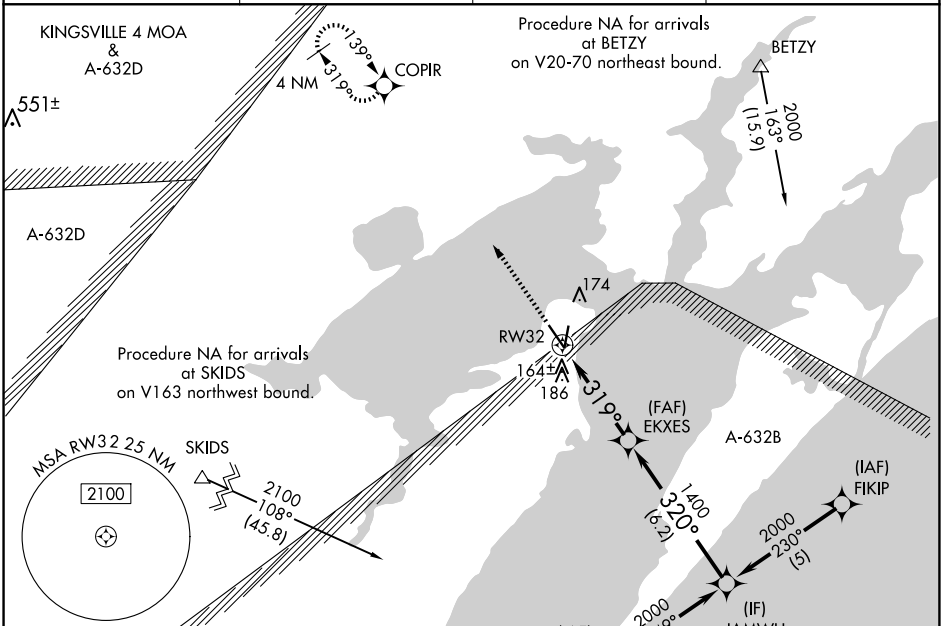 KINGSVILLE 4 MOA
&
A-632D
551±
139°
319°
4 NM
COPIR
Procedure NA for arrivals
at BETZY
on V20-70 northeast bound.
BETZY
2000
163°
(15.9)
A-632D
174
RW32
164±
186
Procedure NA for arrivals
at SKIDS
on V163 northwest bound.
319°
(FAF)
EKXES
A-632B
MSA RW32 25 NM
2100
SKIDS
2100
108°
(45.8)
1400
320°
(6.2)
(IAF)
FIKIP
2000
230°
(5)
2000
(IF)